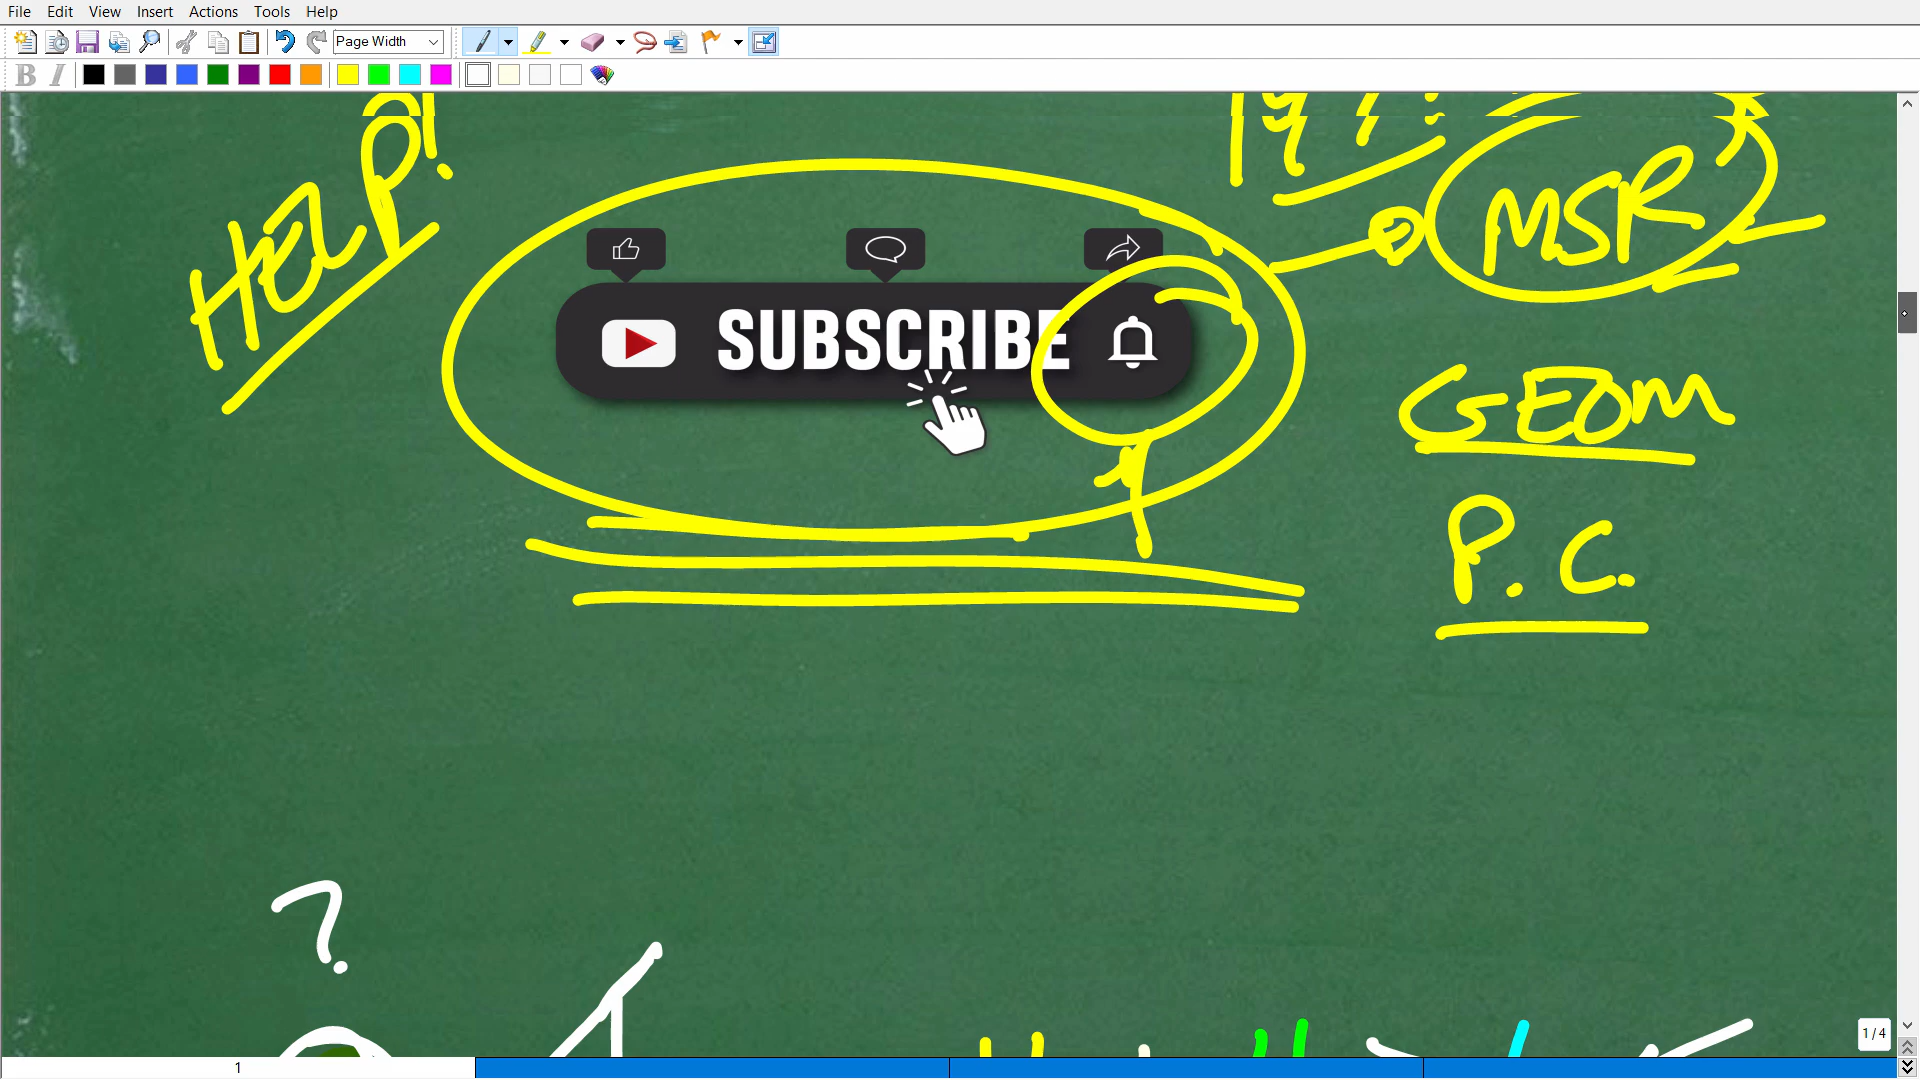 File Edit View Insert Actions Tools Help
Page Width
B I
HELP!
MSR
SUBSCRIBE
GEOM
P. C.
?
1 / 4
1